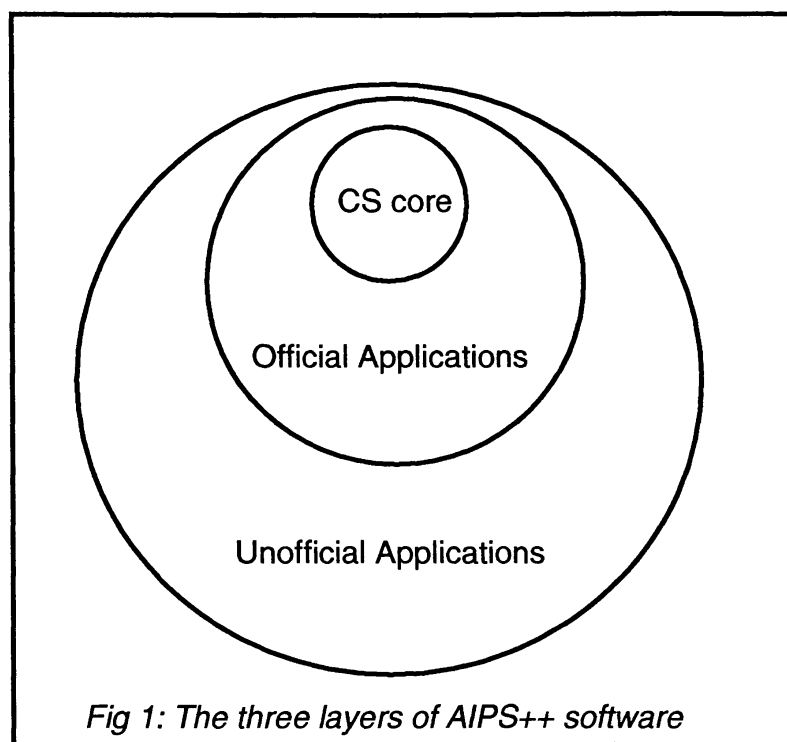 CS core
Official Applications
Unofficial Applications
Fig 1: The three layers of AIPS++ software